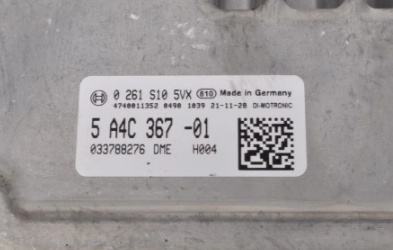 0 261 S10 5VX 810 Made in Germany
4740011352 0490 1039 21-11-20 DI-MOTRONIC
5 A4C 367 -01
033788276 DME H004